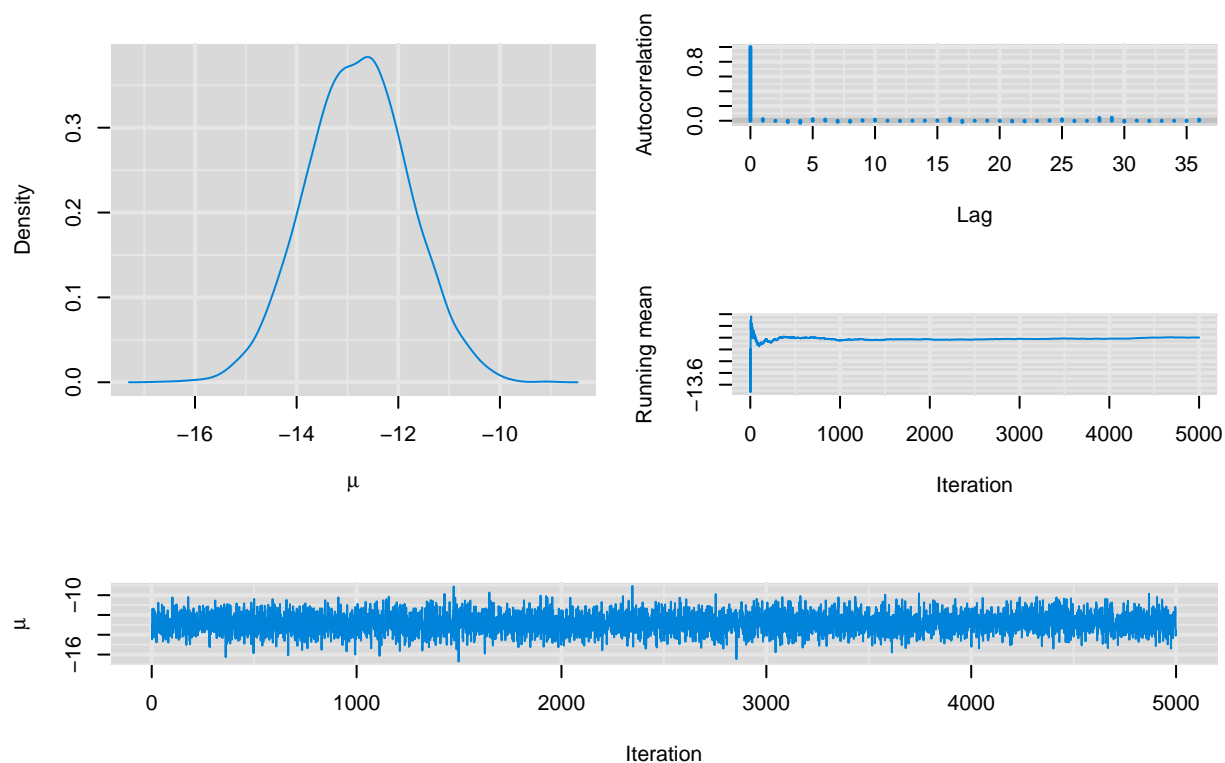 Density
0.0 0.1 0.2 0.3
−16 −14 −12 −10
μ
Autocorrelation
0.0 0.8
0 5 10 15 20 25 30 35
Lag
Running mean
−13.6
0 1000 2000 3000 4000 5000
Iteration
μ
−16 −10
0 1000 2000 3000 4000 5000
Iteration